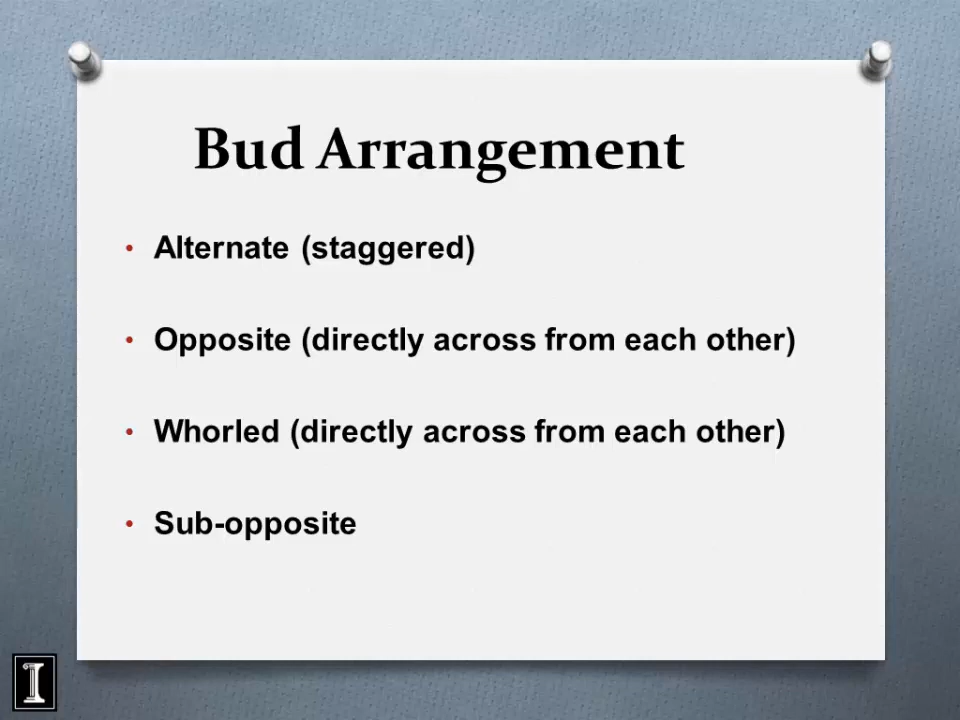 Bud Arrangement
• Alternate (staggered)
• Opposite (directly across from each other)
• Whorled (directly across from each other)
• Sub-opposite
I